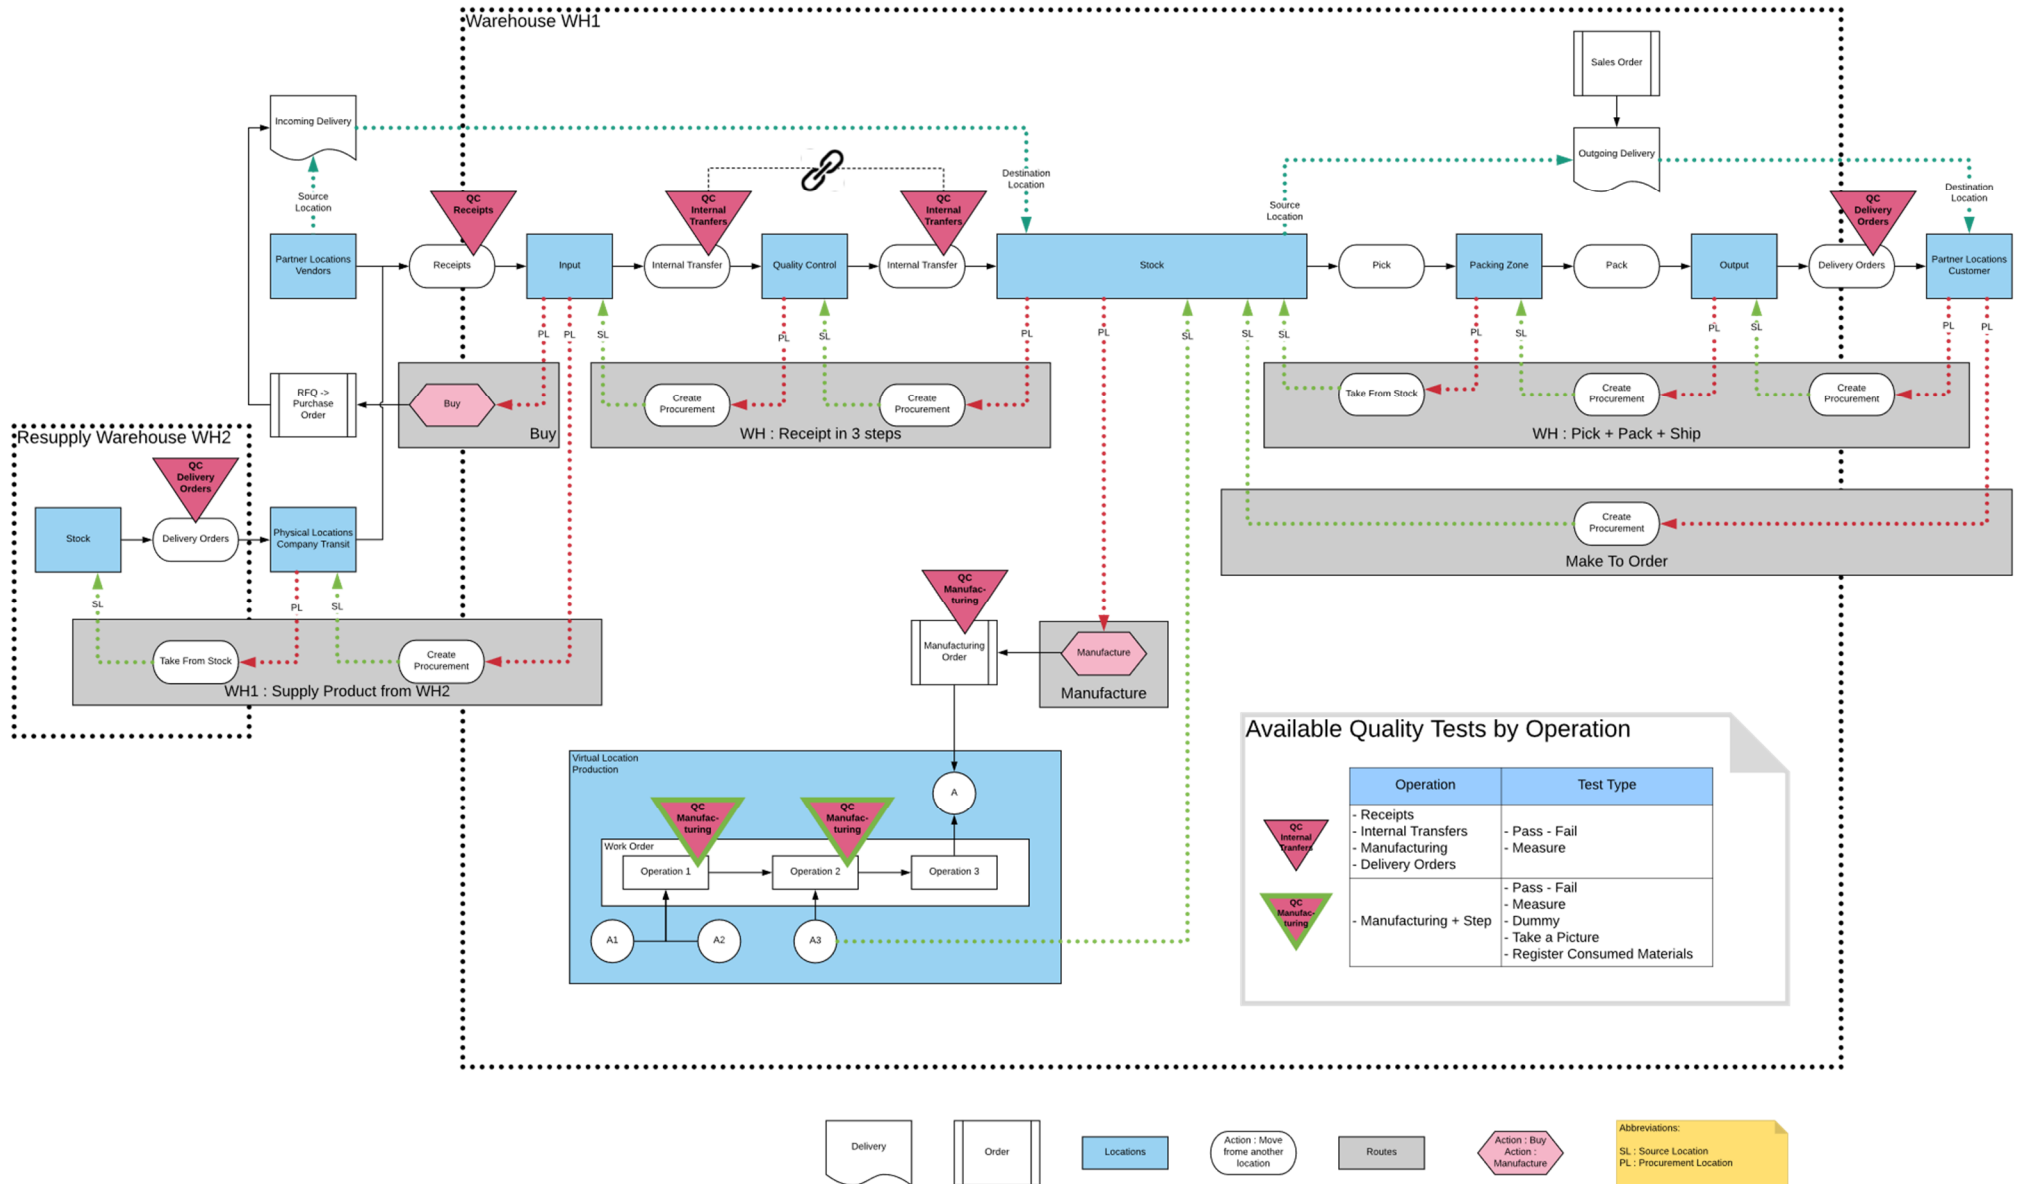 Warehouse WH1
Sales Order
Incoming Delivery
Outgoing Delivery
Source
Location
Destination
Location
Source
Location
Destination
Location
QC
Receipts
QC
Internal
Tranfers
QC
Internal
Tranfers
QC
Delivery
Orders
Partner Locations
Vendors
Receipts
Input
Internal Transfer
Quality Control
Internal Transfer
Stock
Pick
Packing Zone
Pack
Output
Delivery Orders
Partner Locations
Customer
PL
PL
SL
PL
SL
PL
PL
SL
SL
SL
PL
SL
PL
SL
PL
PL
RFQ ->
Purchase
Order
Buy
Buy
Create
Procurement
Create
Procurement
WH : Receipt in 3 steps
Take From Stock
Create
Procurement
Create
Procurement
WH : Pick + Pack + Ship
Resupply Warehouse WH2
QC
Delivery
Orders
Stock
Delivery Orders
Physical Locations
Company Transit
Create
Procurement
Make To Order
SL
PL
SL
Take From Stock
Create
Procurement
WH1 : Supply Product from WH2
QC
Manufac-
turing
Manufacturing
Order
Manufacture
Manufacture
Virtual Location
Production
A
QC
Manufac-
turing
QC
Manufac-
turing
Work Order
Operation 1
Operation 2
Operation 3
A1
A2
A3
Available Quality Tests by Operation
Operation
Test Type
QC
Internal
Tranfers
- Receipts
- Internal Transfers
- Manufacturing
- Delivery Orders
- Pass - Fail
- Measure
QC
Manufac-
turing
- Manufacturing + Step
- Pass - Fail
- Measure
- Dummy
- Take a Picture
- Register Consumed Materials
Delivery
Order
Locations
Action : Move
frome another
location
Routes
Action : Buy
Action :
Manufacture
Abbreviations:
SL : Source Location
PL : Procurement Location